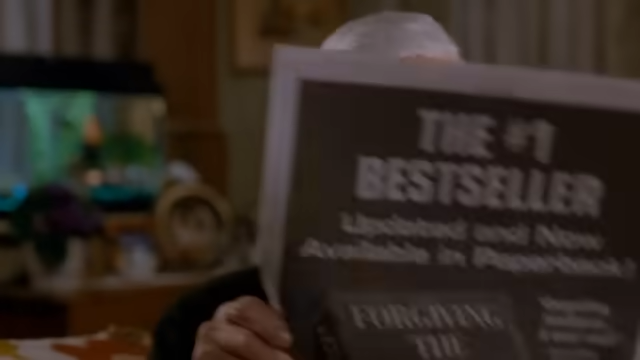 THE #1
BESTSELLER
Updated and Now
Available in Paperback!
FORGIVING
THE